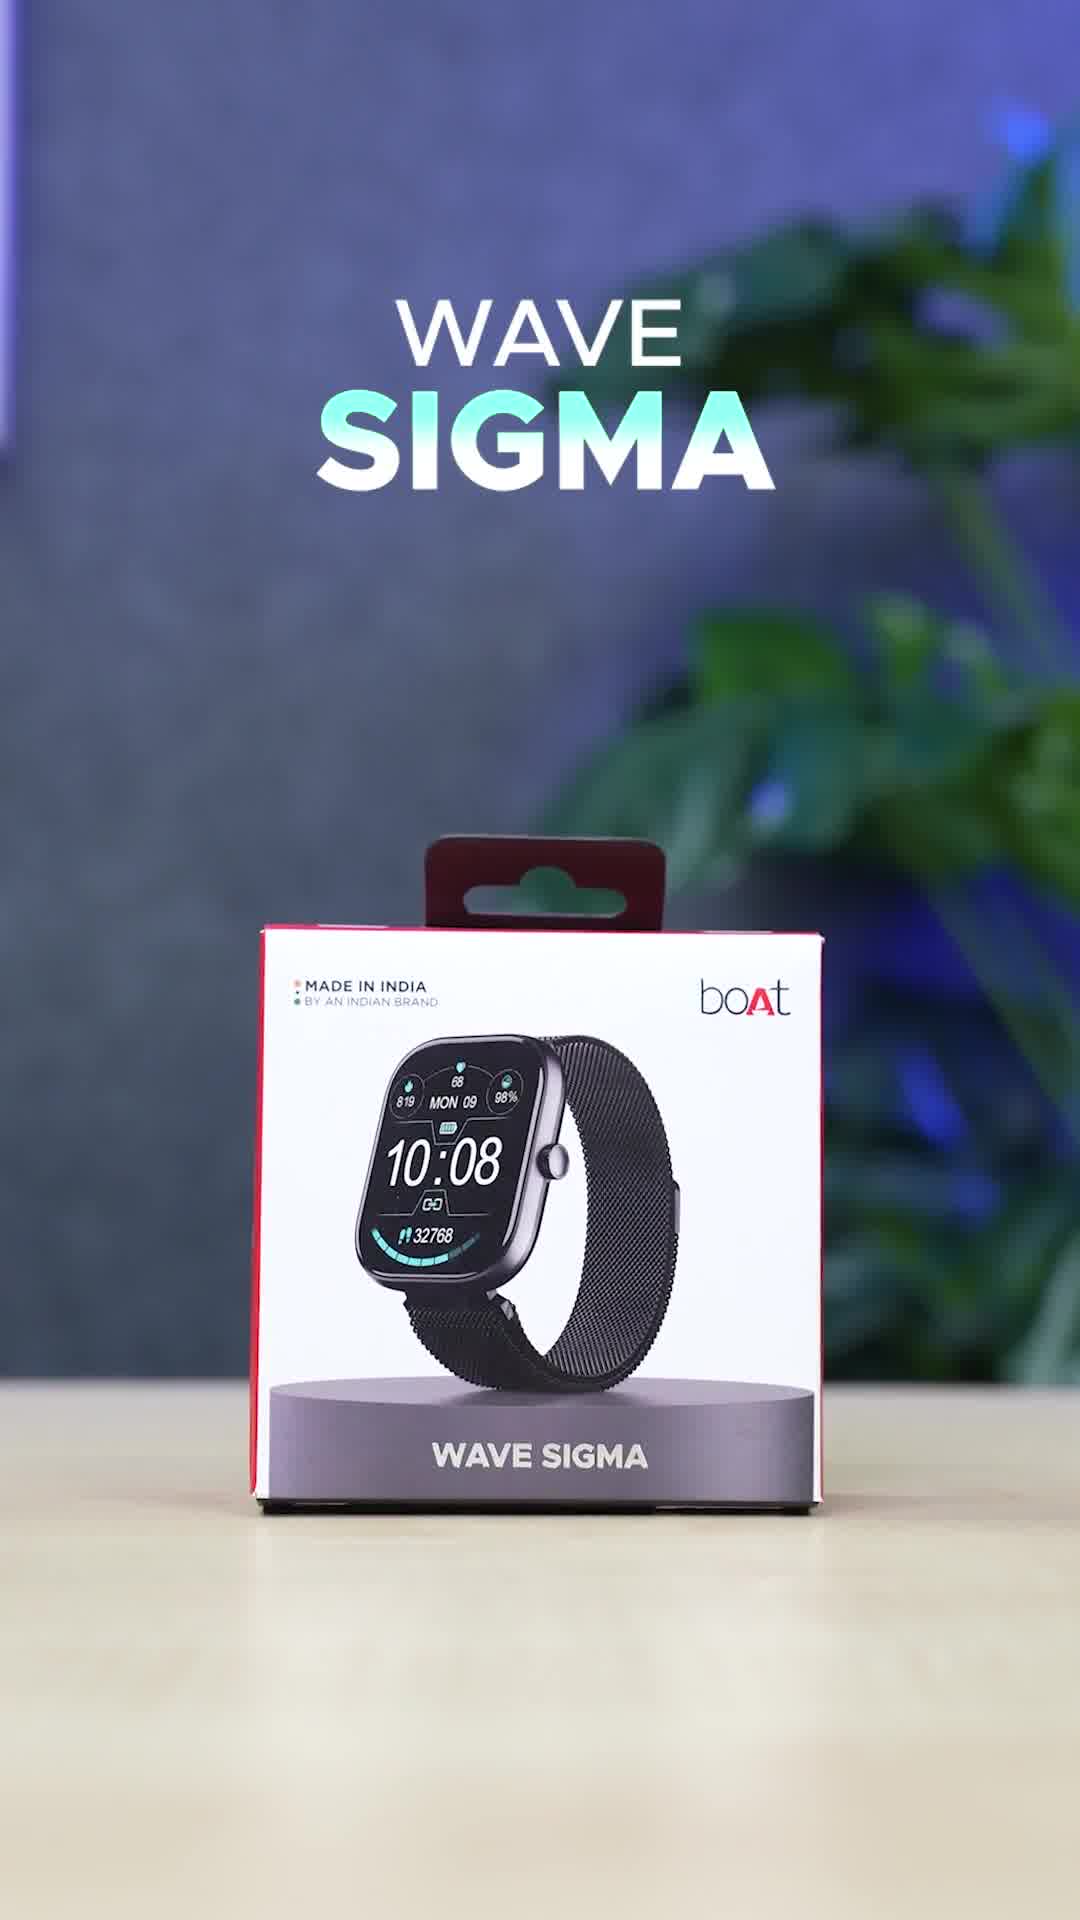 WAVE
SIGMA
MADE IN INDIA
BY AN INDIAN BRAND
boAt
68
819
MON 09
98%
10:08
32768
WAVE SIGMA